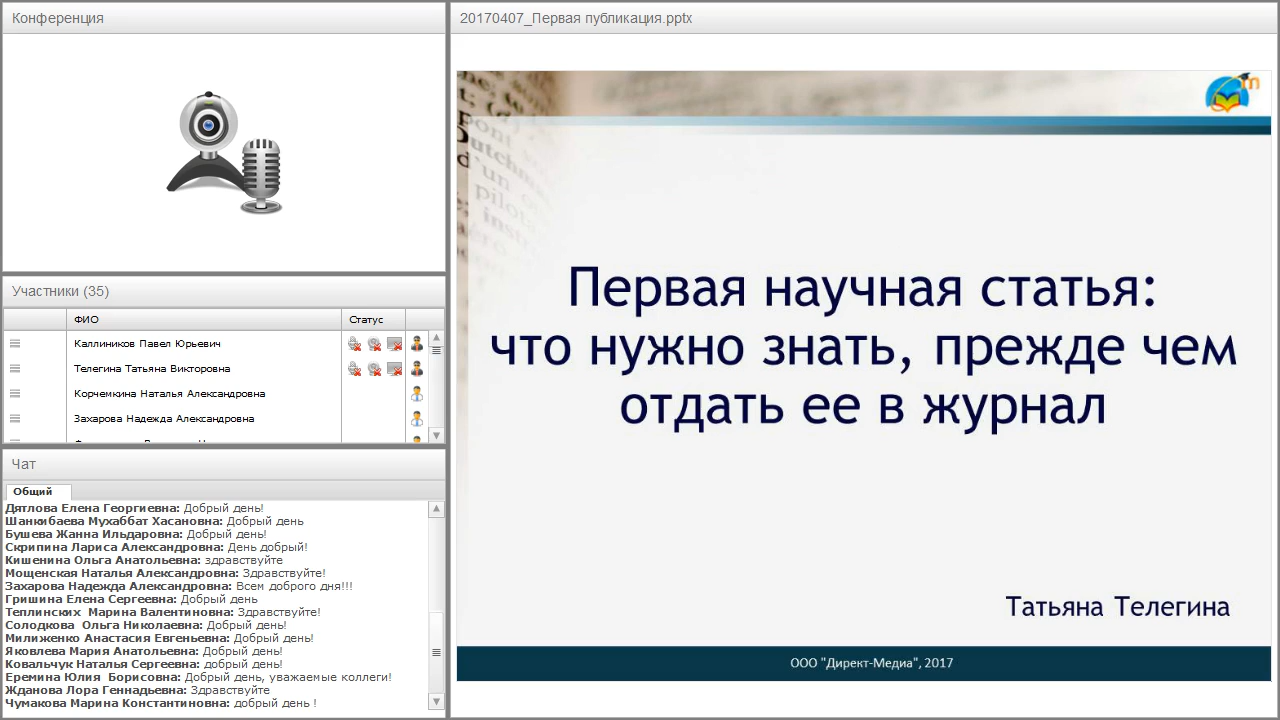 Конференция
20170407_Первая публикация.pptx
Первая научная статья:
что нужно знать, прежде чем
отдать ее в журнал
Татьяна Телегина
ООО "Директ-Медиа", 2017
Участники (35)
ФИО
Статус
Каллиников Павел Юрьевич
Телегина Татьяна Викторовна
Корчемкина Наталья Александровна
Захарова Надежда Александровна
Чат
Общий
Дятлова Елена Георгиевна: Добрый день!
Шанкибаева Мухаббат Хасановна: Добрый день
Бушева Жанна Ильдаровна: Добрый день!
Скрипина Лариса Александровна: День добрый!
Кишенина Ольга Анатольевна: здравствуйте
Мощенская Наталья Александровна: Здравствуйте!
Захарова Надежда Александровна: Всем доброго дня!!!
Гришина Елена Сергеевна: Добрый день
Теплинских Марина Валентиновна: Здравствуйте!
Солодкова Ольга Николаевна: Добрый день!
Милиженко Анастасия Евгеньевна: Добрый день!
Яковлева Мария Анатольевна: Добрый день!
Ковальчук Наталья Сергеевна: добрый день!
Еремина Юлия Борисовна: Добрый день, уважаемые коллеги!
Жданова Лора Геннадьевна: Здравствуйте
Чумакова Марина Константиновна: добрый день !